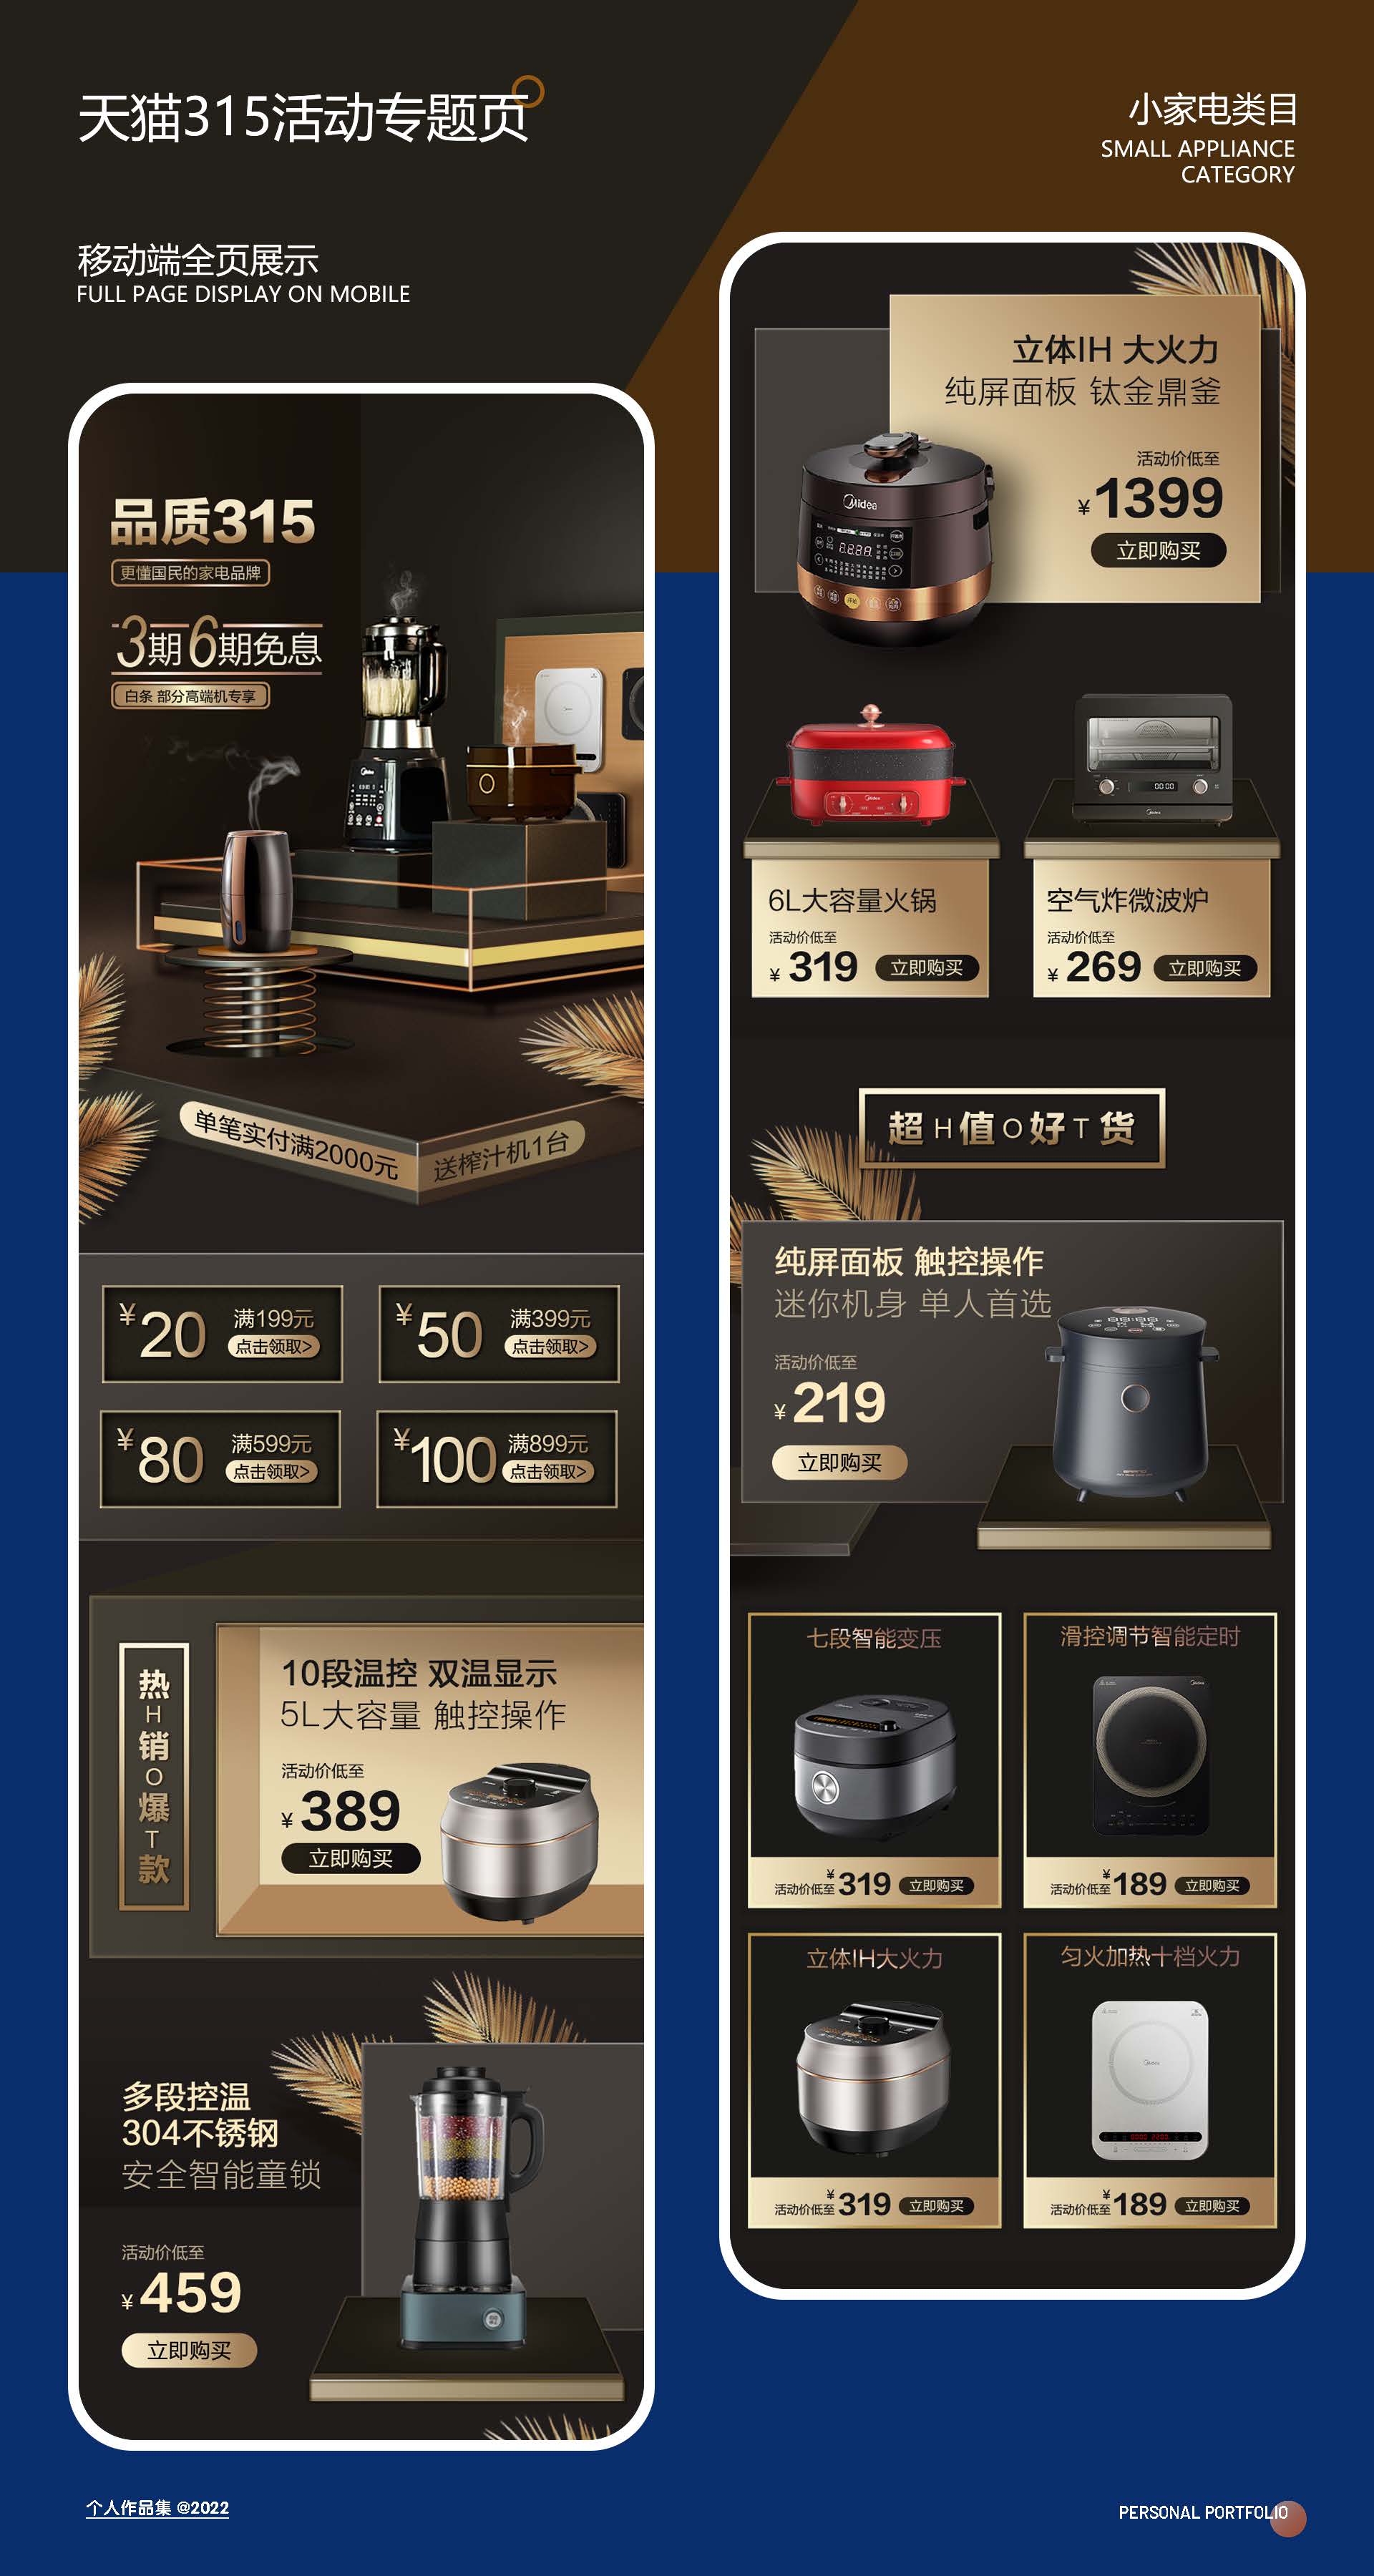 天猫315活动专题页
小家电类目
SMALL APPLIANCE
CATEGORY
移动端全页展示
FULL PAGE DISPLAY ON MOBILE
品质315
更懂国民的家电品牌
3期6期免息
白条 部分高端机专享
Midea
单笔实付满2000元
送榨汁机1台
¥20
满199元
点击领取>
¥50
满399元
点击领取>
¥80
满599元
点击领取>
¥100
满899元
点击领取>
热H销O爆T款
10段温控 双温显示
5L大容量 触控操作
活动价低至
¥389
立即购买
多段控温
304不锈钢
安全智能童锁
活动价低至
¥459
立即购买
立体IH 大火力
纯屏面板 钛金鼎釜
活动价低至
¥1399
立即购买
Midea
6L大容量火锅
活动价低至
¥319 立即购买
空气炸微波炉
活动价低至
¥269 立即购买
00:00
超H值O好T货
纯屏面板 触控操作
迷你机身 单人首选
活动价低至
¥219
立即购买
七段智能变压
活动价低至¥319 立即购买
滑控调节智能定时
活动价低至¥189 立即购买
立体IH大火力
活动价低至¥319 立即购买
匀火加热十档火力
Midea
活动价低至¥189 立即购买
个人作品集 @2022
PERSONAL PORTFOLIO